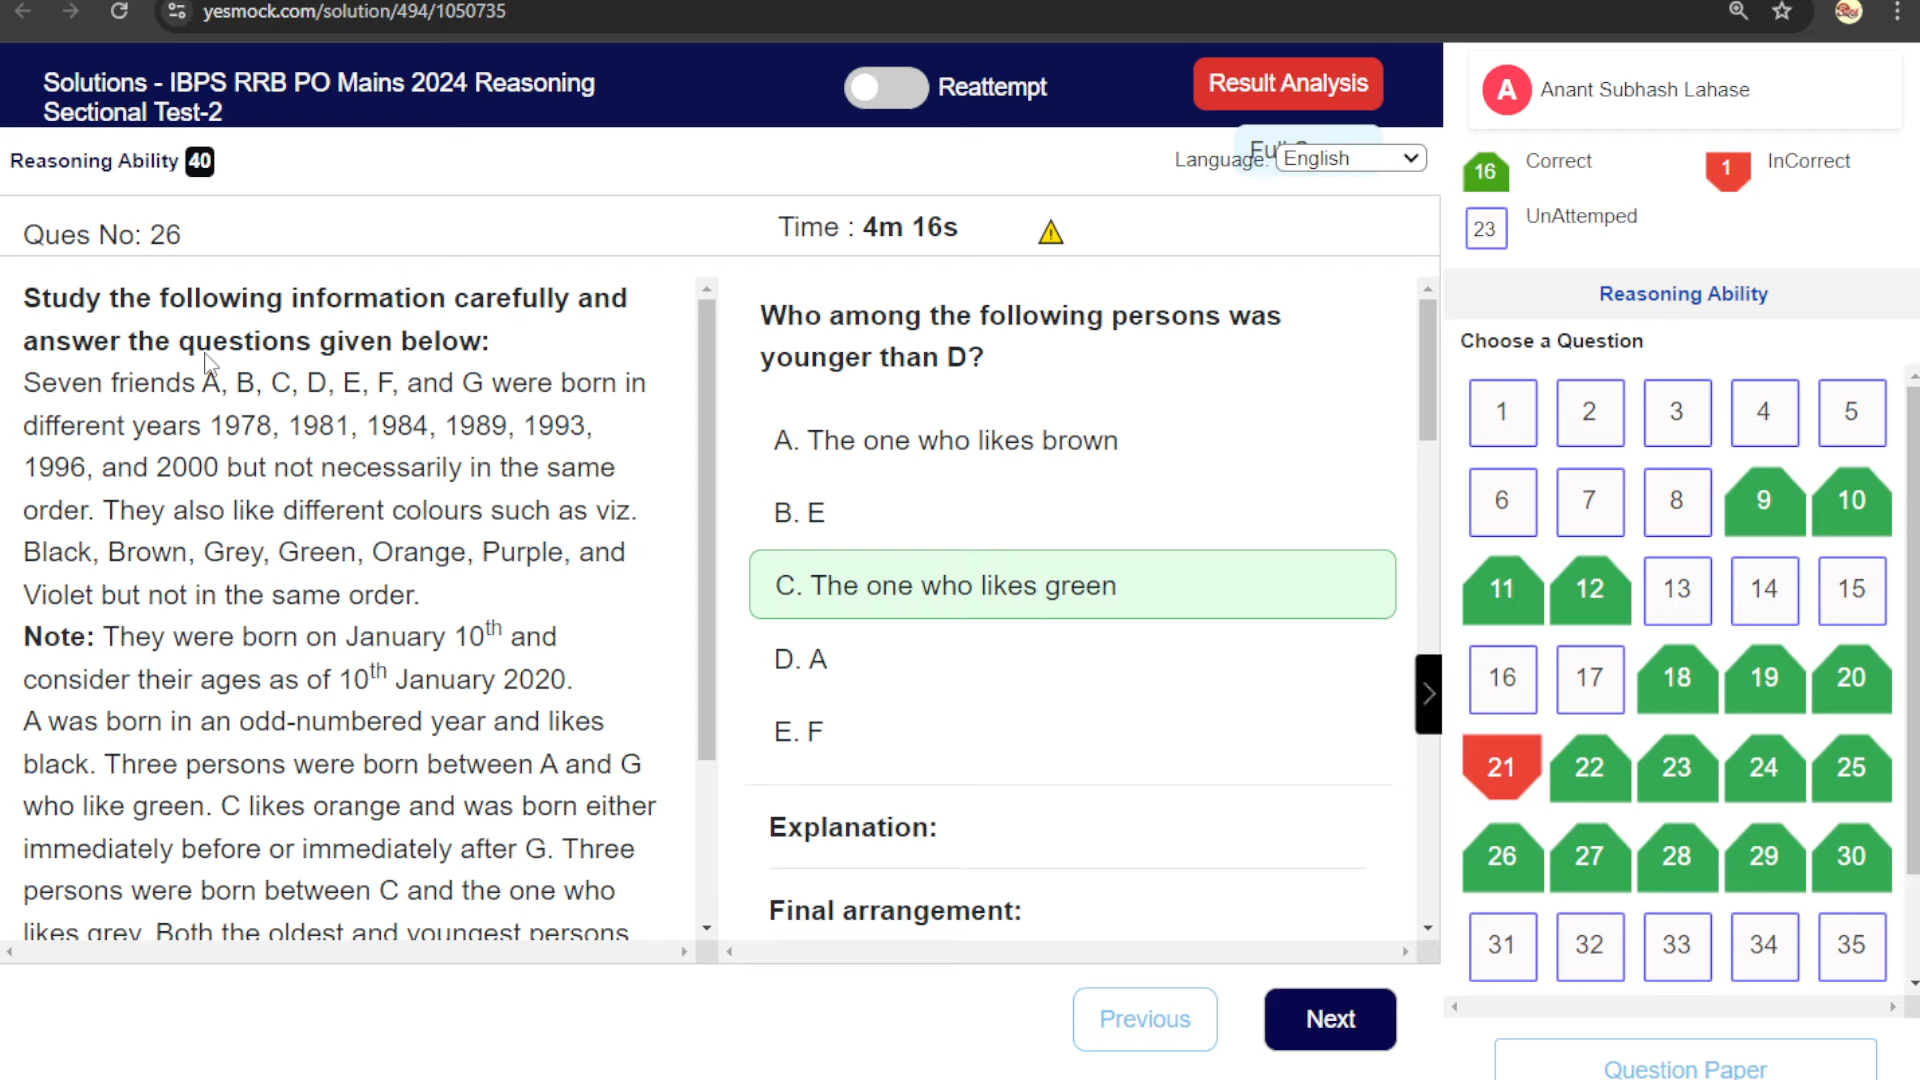 yesmock.com/solution/494/1050735
Solutions - IBPS RRB PO Mains 2024 Reasoning
Sectional Test-2
Reattempt
Result Analysis
A Anant Subhash Lahase
Reasoning Ability 40
Language: English
16 Correct
1 InCorrect
23 UnAttemped
Ques No: 26
Time : 4m 16s
Study the following information carefully and
answer the questions given below:
Seven friends A, B, C, D, E, F, and G were born in
different years 1978, 1981, 1984, 1989, 1993,
1996, and 2000 but not necessarily in the same
order. They also like different colours such as viz.
Black, Brown, Grey, Green, Orange, Purple, and
Violet but not in the same order.
Note: They were born on January 10th and
consider their ages as of 10th January 2020.
A was born in an odd-numbered year and likes
black. Three persons were born between A and G
who like green. C likes orange and was born either
immediately before or immediately after G. Three
persons were born between C and the one who
likes grey. Both the oldest and youngest persons
Who among the following persons was
younger than D?
A. The one who likes brown
B. E
C. The one who likes green
D. A
E. F
Explanation:
Final arrangement:
Previous
Next
Reasoning Ability
Choose a Question
1 2 3 4 5
6 7 8 9 10
11 12 13 14 15
16 17 18 19 20
21 22 23 24 25
26 27 28 29 30
31 32 33 34 35
Question Paper